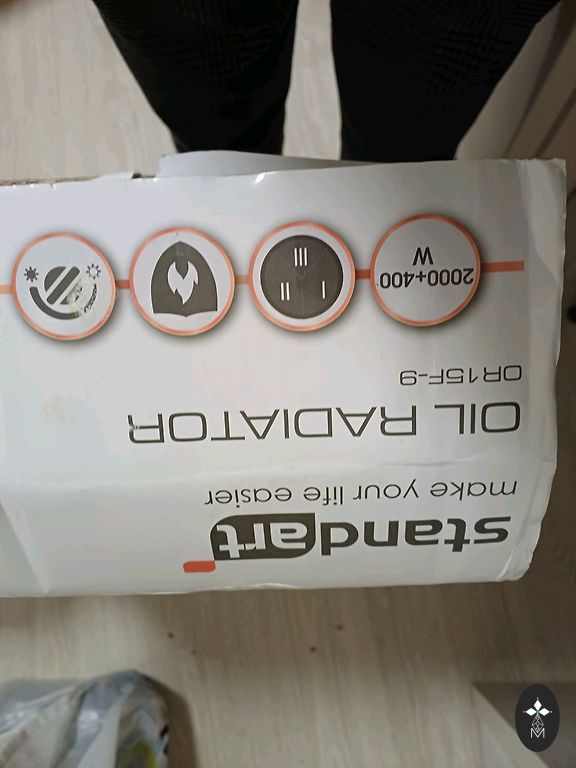 standart
make your life easier
OIL RADIATOR
OR15F-9
2000+400
W
I
II
III
M